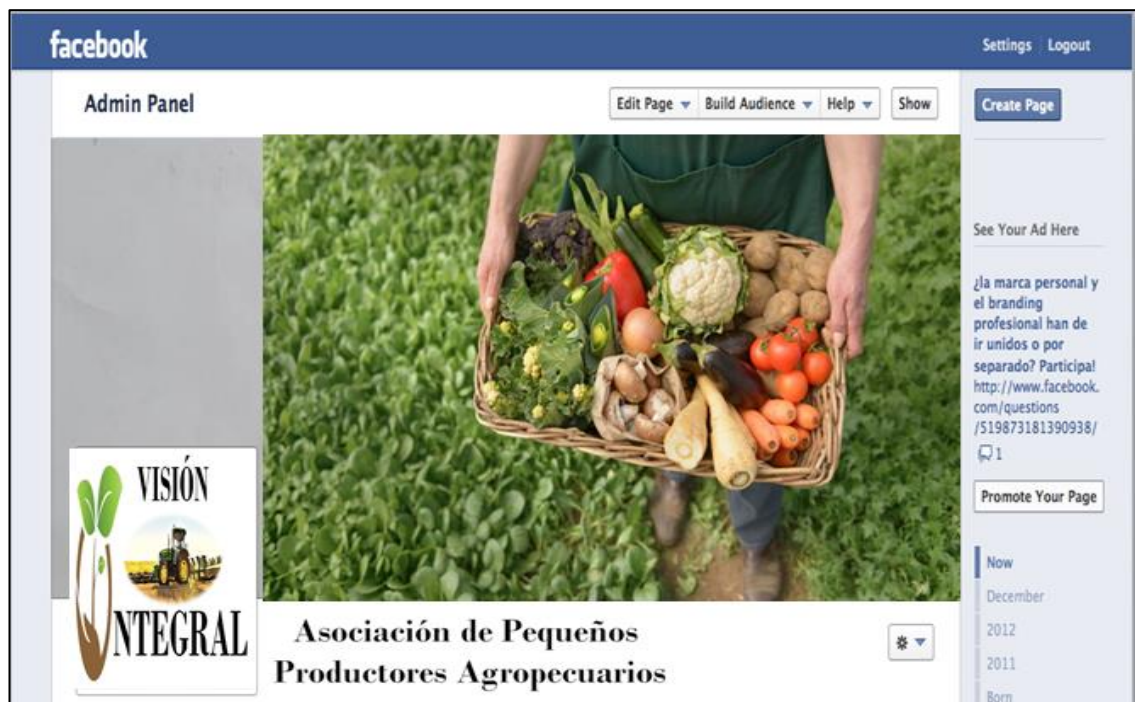 facebook
Settings Logout
Admin Panel
Edit Page Build Audience Help Show
Create Page
See Your Ad Here
¿la marca personal y
el branding
profesional han de
ir unidos o por
separado? Participa!
http://www.facebook.
com/questions
/519873181390938/
1
Promote Your Page
Now
December
2012
2011
Born
VISIÓN
INTEGRAL
Asociación de Pequeños
Productores Agropecuarios